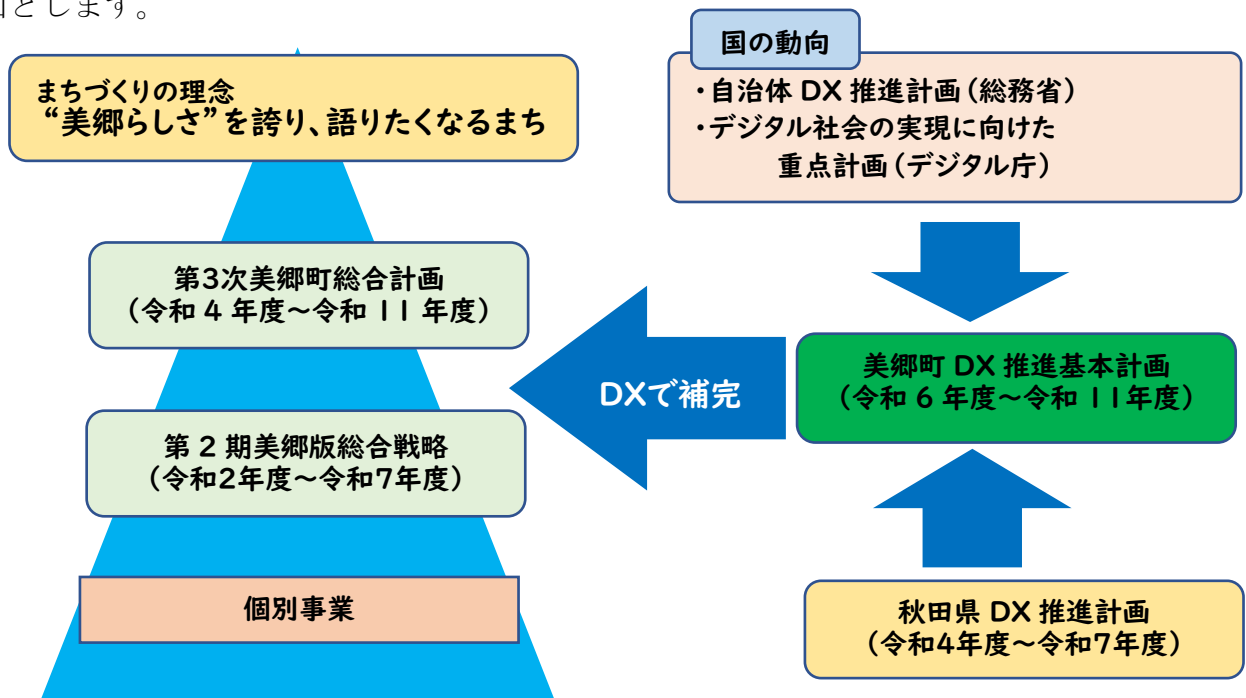 とします。
まちづくりの理念
“美郷らしさ”を誇り、語りたくなるまち
第3次美郷町総合計画
(令和 4 年度～令和 11 年度)
第 2 期美郷版総合戦略
(令和2年度～令和7年度)
個別事業
DXで補完
国の動向
・自治体 DX 推進計画(総務省)
・デジタル社会の実現に向けた
重点計画(デジタル庁)
美郷町 DX 推進基本計画
(令和 6 年度～令和 11年度)
秋田県 DX 推進計画
(令和4年度～令和7年度)